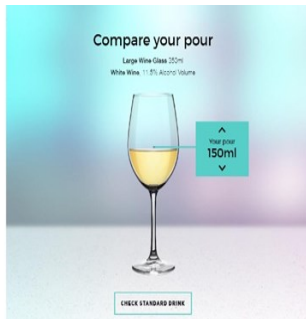 Compare your pour
Large Wine Glass 250ml
White Wine, 11.5% Alcohol Volume
Your pour
150ml
CHECK STANDARD DRINK